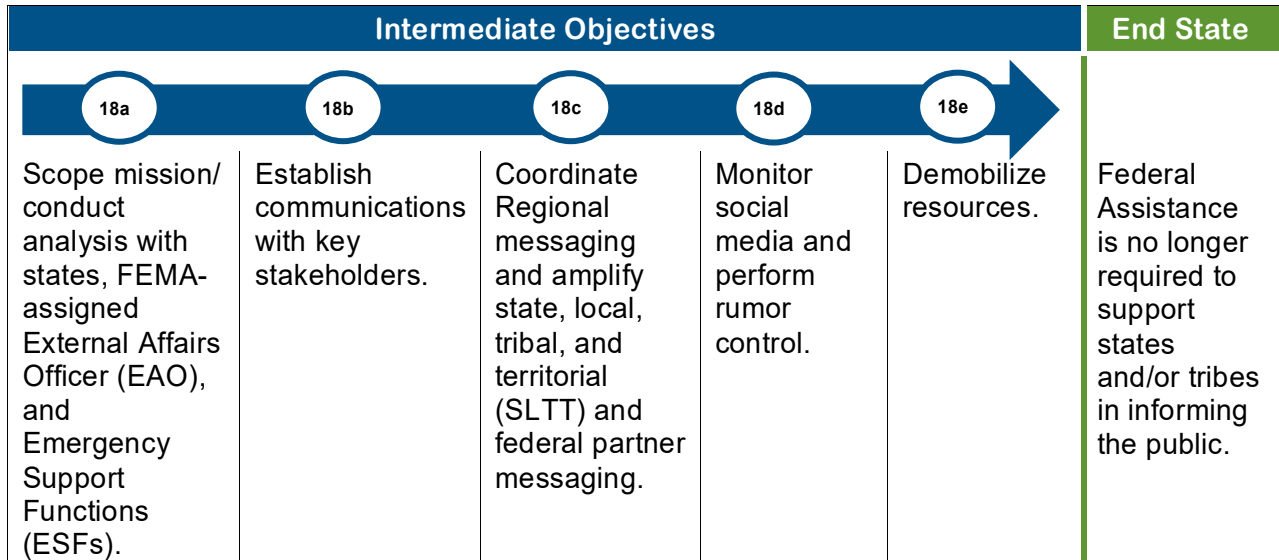 Intermediate Objectives
End State
18a
18b
18c
18d
18e
Scope mission/
conduct
analysis with
states, FEMA-
assigned
External Affairs
Officer (EAO),
and
Emergency
Support
Functions
(ESFs).
Establish
communications
with key
stakeholders.
Coordinate
Regional
messaging
and amplify
state, local,
tribal, and
territorial
(SLTT) and
federal partner
messaging.
Monitor
social
media and
perform
rumor
control.
Demobilize
resources.
Federal
Assistance
is no longer
required to
support
states
and/or tribes
in informing
the public.